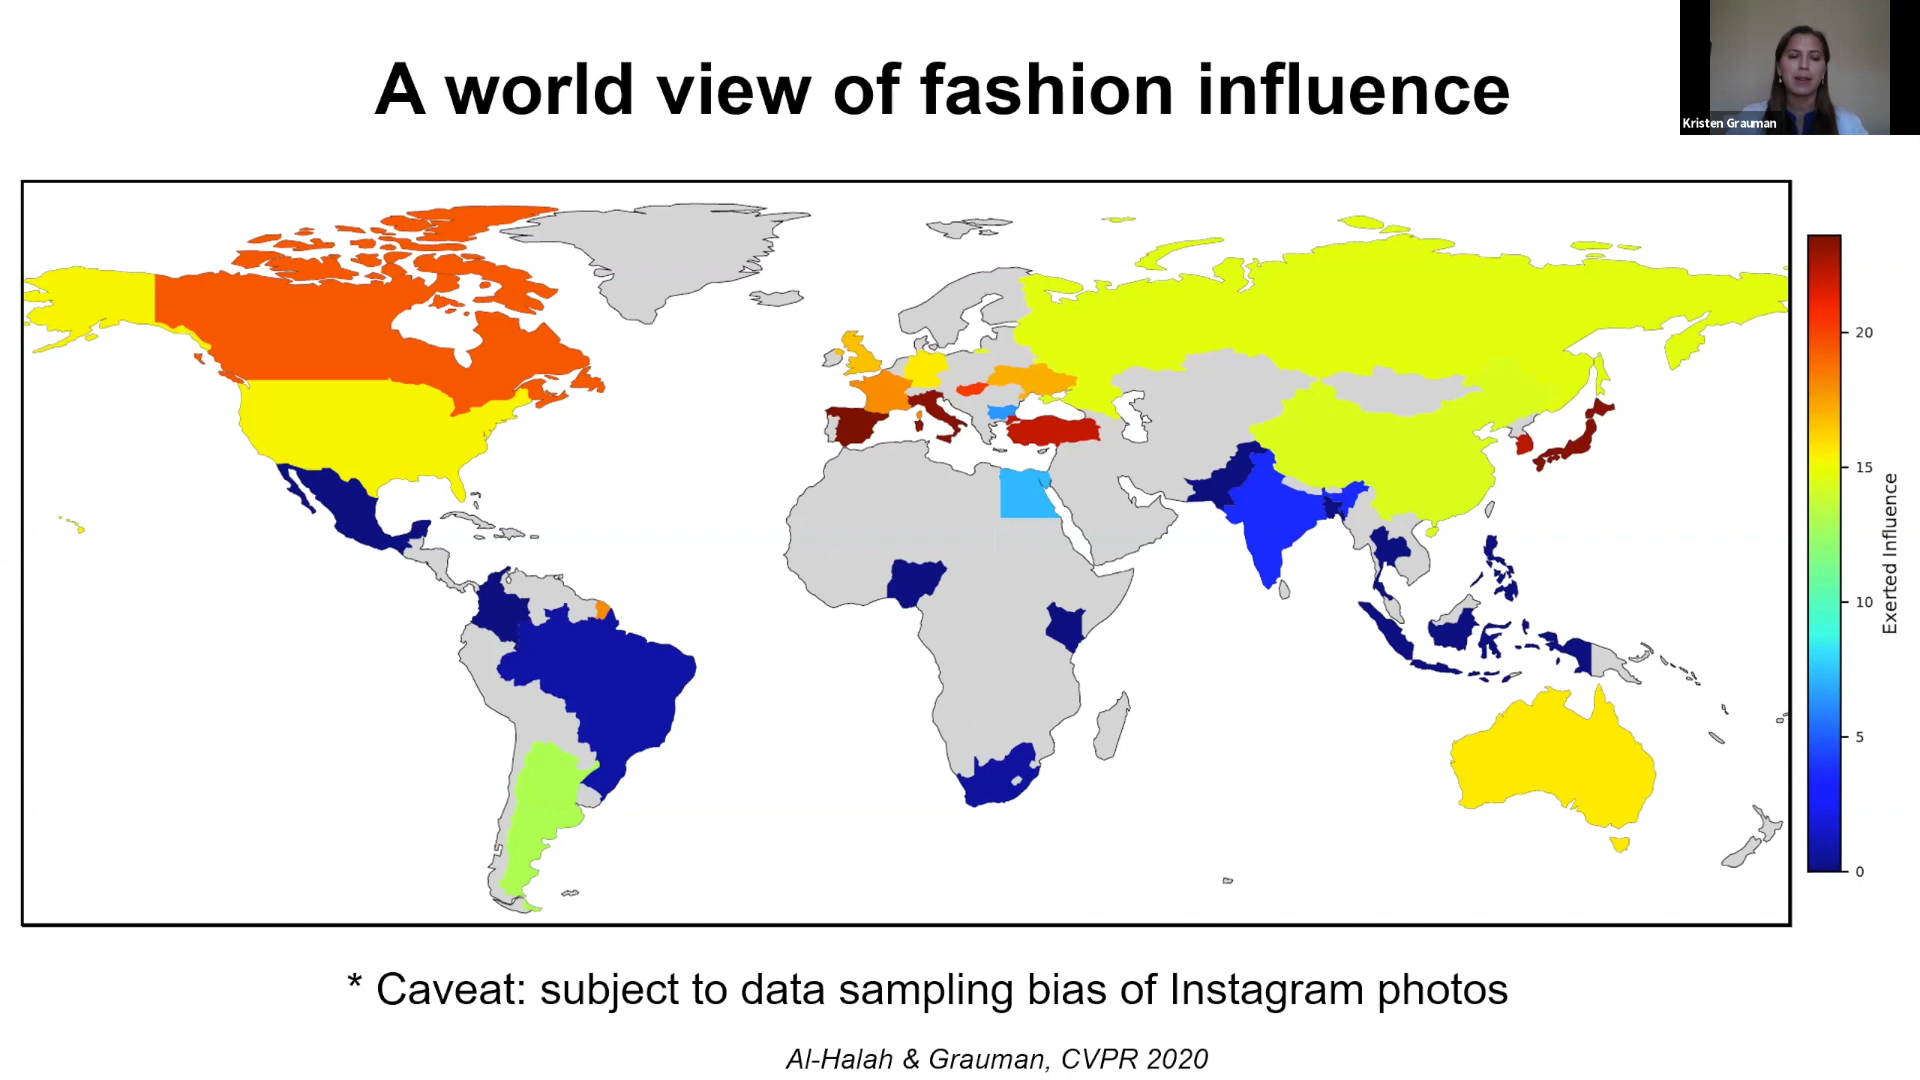 A world view of fashion influence
Kristen Grauman
20
15
10
5
0
Exerted Influence
* Caveat: subject to data sampling bias of Instagram photos
Al-Halah & Grauman, CVPR 2020